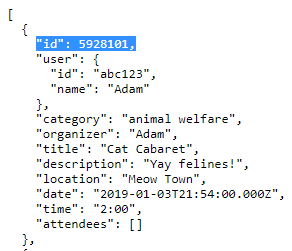 [
  {
    "id": 5928101,
    "user": {
      "id": "abc123",
      "name": "Adam"
    },
    "category": "animal welfare",
    "organizer": "Adam",
    "title": "Cat Cabaret",
    "description": "Yay felines!",
    "location": "Meow Town",
    "date": "2019-01-03T21:54:00.000Z",
    "time": "2:00",
    "attendees": []
  },